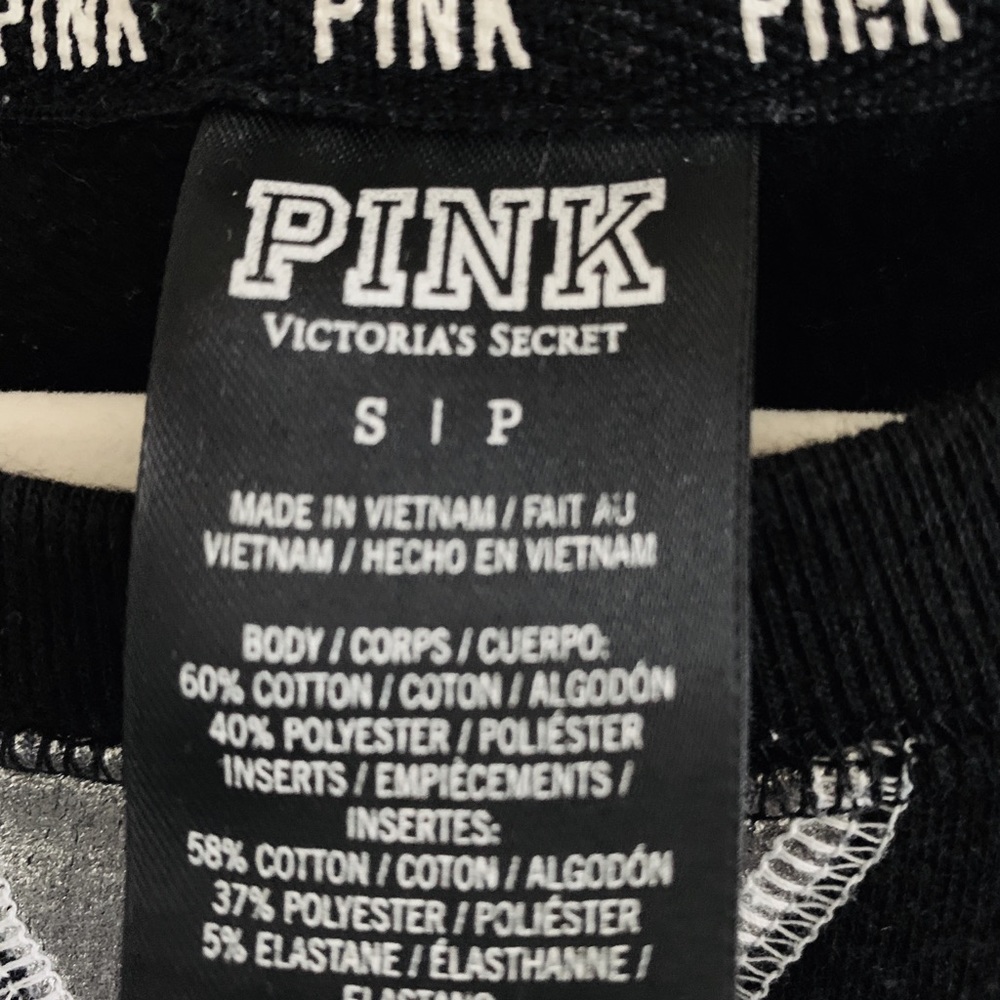 PINK PINK PINK
PINK
VICTORIA'S SECRET
S | P
MADE IN VIETNAM / FAIT AU
VIETNAM / HECHO EN VIETNAM
BODY / CORPS / CUERPO:
60% COTTON / COTON / ALGODÓN
40% POLYESTER / POLIÉSTER
INSERTS / EMPIÈCEMENTS /
INSERTES:
58% COTTON / COTON / ALGODÓN
37% POLYESTER / POLIÉSTER
5% ELASTANE / ÉLASTHANNE /
ELASTANO